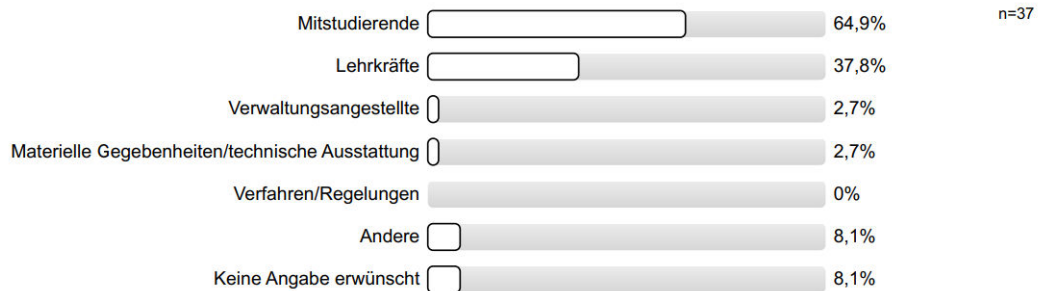 Mitstudierende 64,9% n=37
Lehrkräfte 37,8%
Verwaltungsangestellte 2,7%
Materielle Gegebenheiten/technische Ausstattung 2,7%
Verfahren/Regelungen 0%
Andere 8,1%
Keine Angabe erwünscht 8,1%